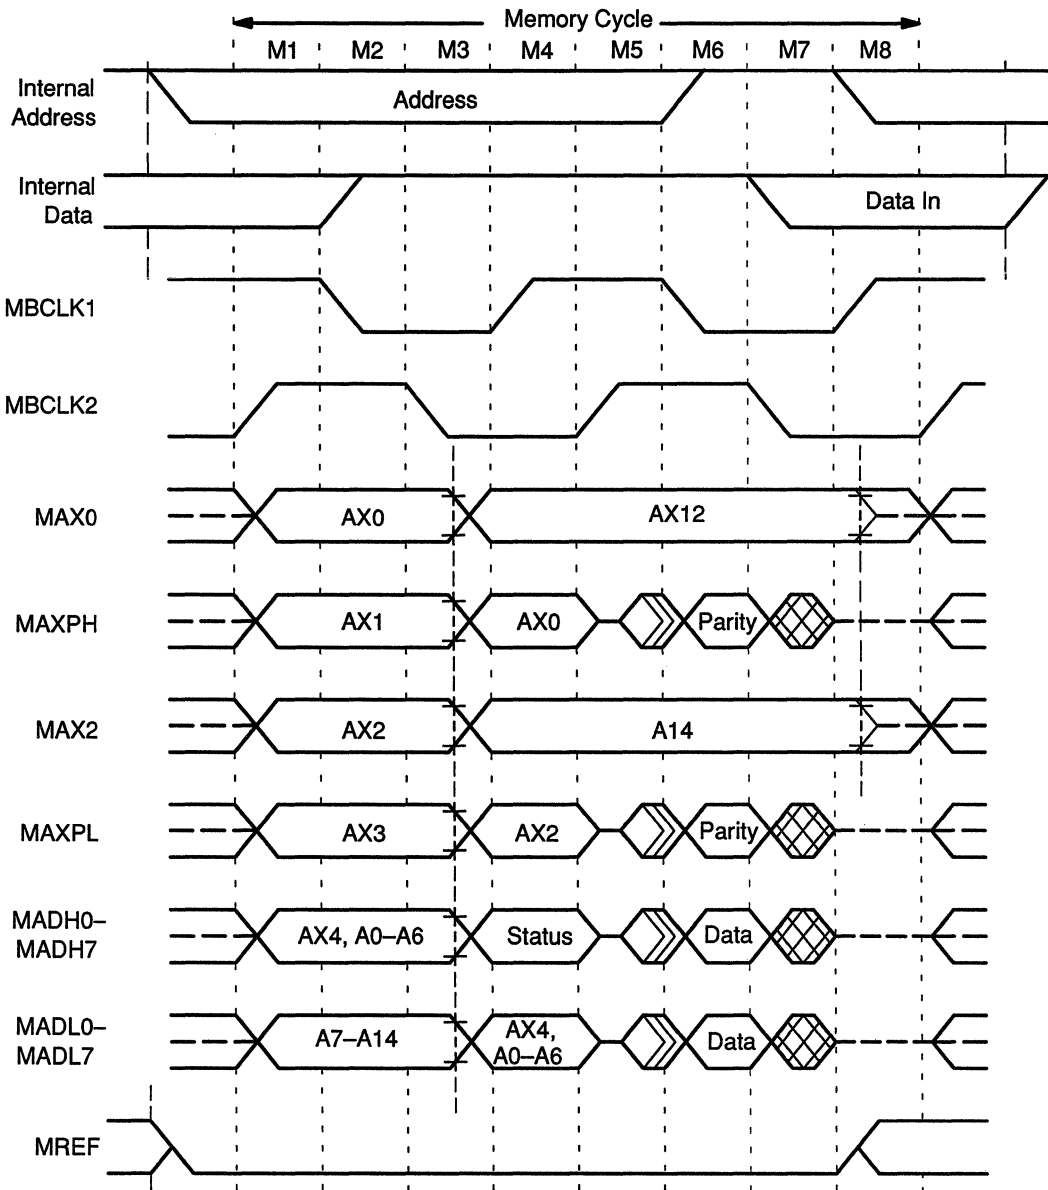 Memory Cycle
M1 M2 M3 M4 M5 M6 M7 M8
Internal
Address
Address
Internal
Data
Data In
MBCLK1
MBCLK2
MAX0
AX0
AX12
MAXPH
AX1
AX0
Parity
MAX2
AX2
A14
MAXPL
AX3
AX2
Parity
MADH0–
MADH7
AX4, A0–A6
Status
Data
MADL0–
MADL7
A7–A14
AX4,
A0–A6
Data
MREF